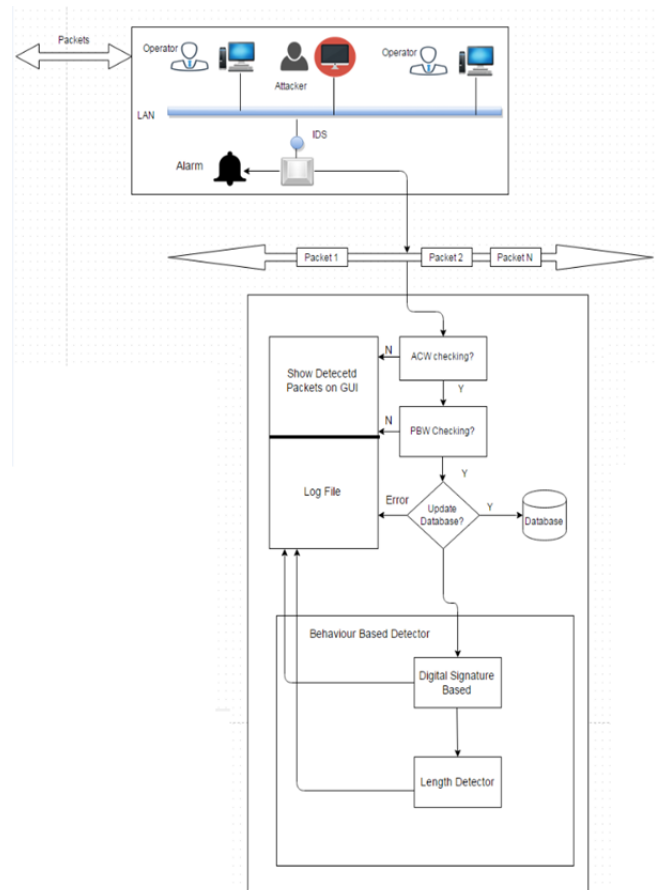 Packets
Operator
Attacker
Operator
LAN
IDS
Alarm
Packet 1
Packet 2
Packet N
ACW checking?
N
Show Detecetd
Packets on GUI
Y
PBW Checking?
N
Y
Log File
Error
Update
Database?
Y
Database
Behaviour Based Detector
Digital Signature
Based
Length Detector